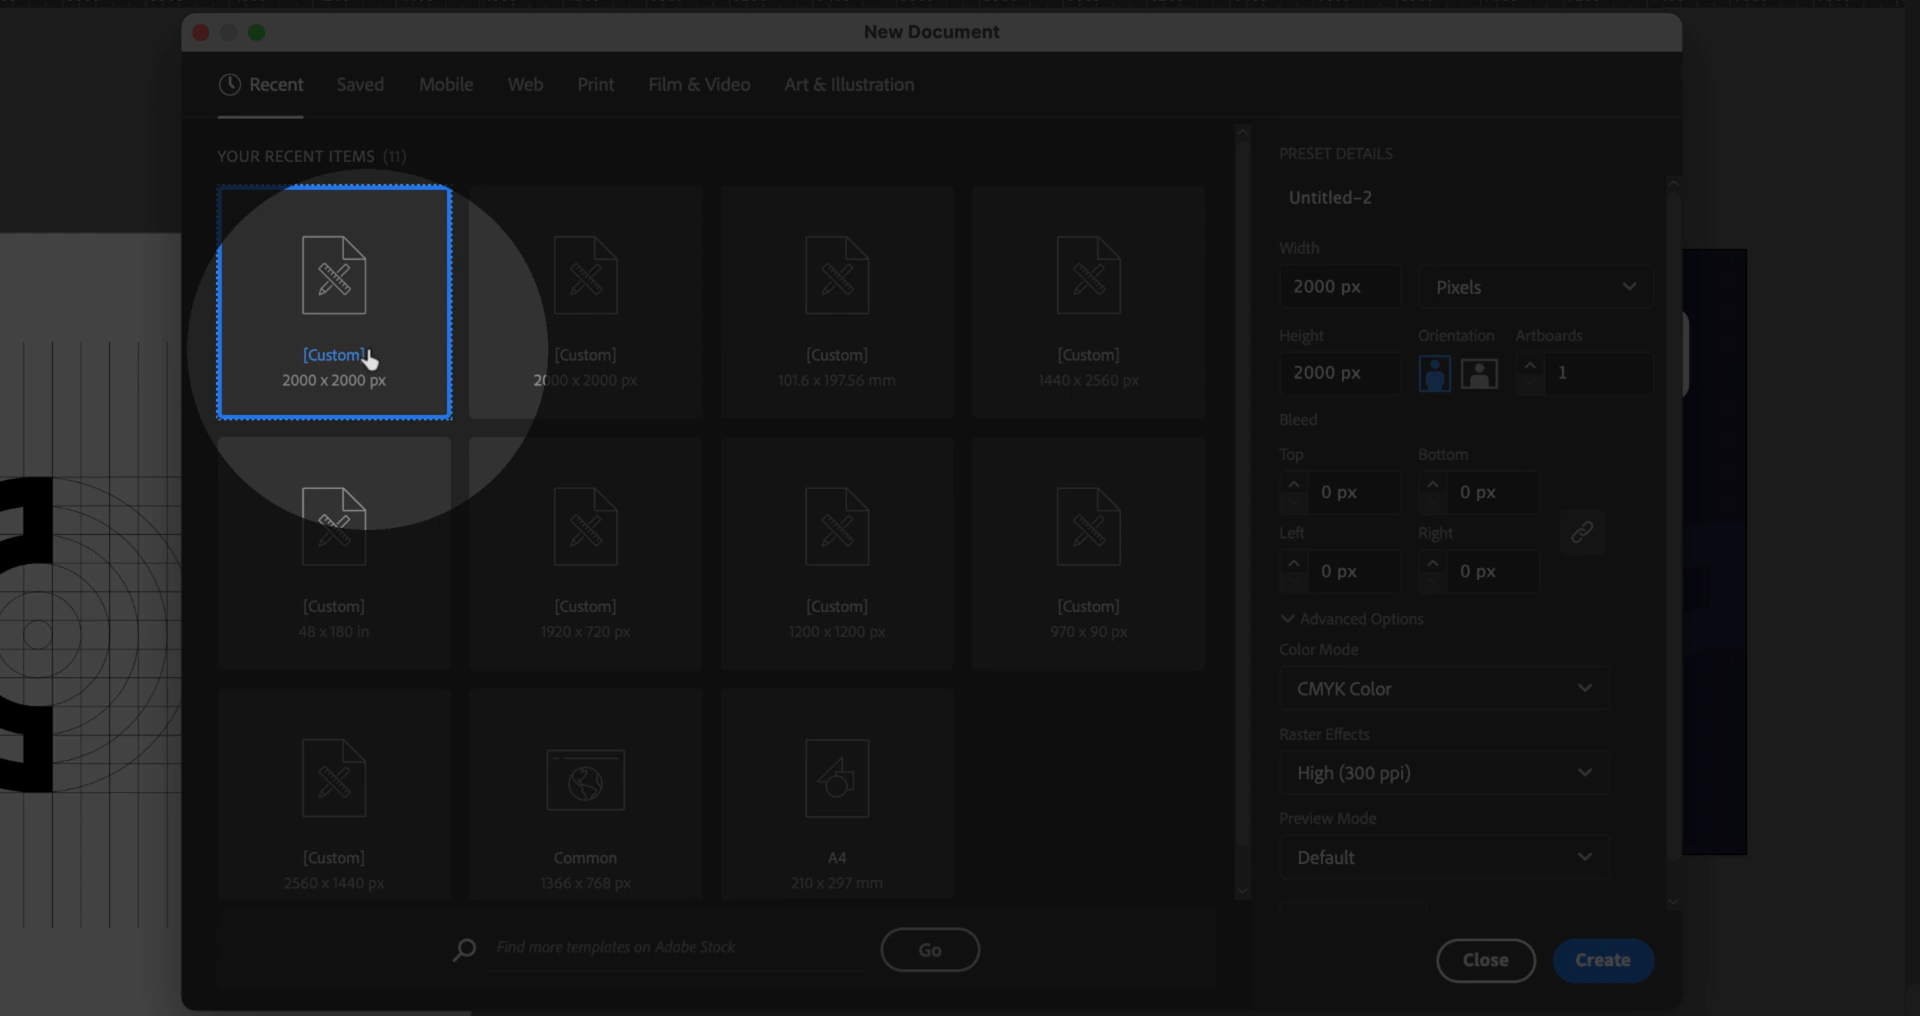 New Document
Recent Saved Mobile Web Print Film & Video Art & Illustration
YOUR RECENT ITEMS (11)
[Custom]
2000 x 2000 px
[Custom]
2000 x 2000 px
[Custom]
101.6 x 197.56 mm
[Custom]
1440 x 2560 px
[Custom]
48 x 180 in
[Custom]
1920 x 720 px
[Custom]
1200 x 1200 px
[Custom]
970 x 90 px
[Custom]
2560 x 1440 px
Common
1366 x 768 px
A4
210 x 297 mm
Find more templates on Adobe Stock
Go
PRESET DETAILS
Untitled-2
Width
2000 px Pixels
Height Orientation Artboards
2000 px 1
Bleed
Top Bottom
0 px 0 px
Left Right
0 px 0 px
Advanced Options
Color Mode
CMYK Color
Raster Effects
High (300 ppi)
Preview Mode
Default
Close Create